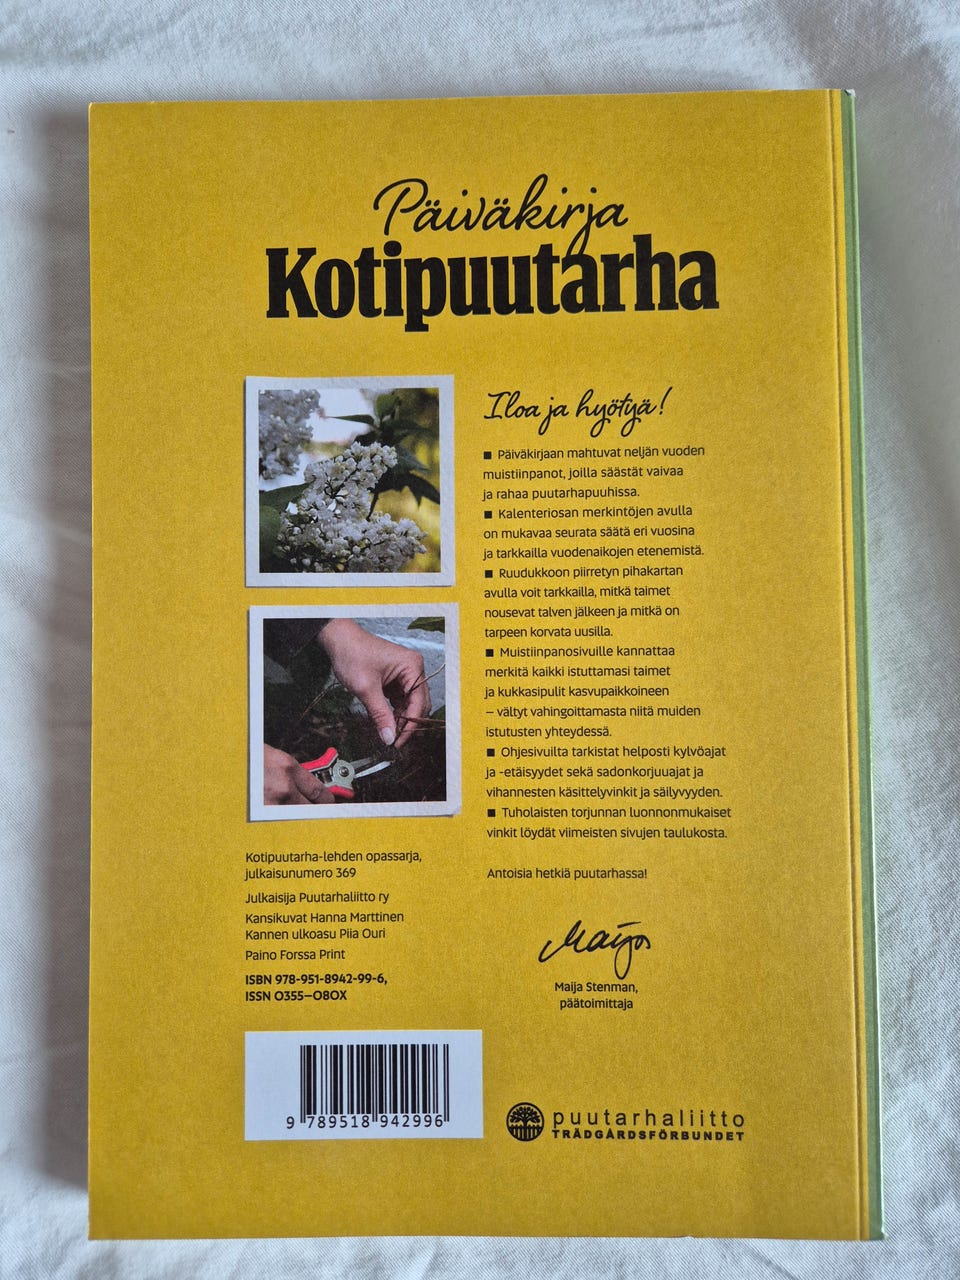 Päiväkirja
Kotipuutarha
Iloa ja hyötyä!
■ Päiväkirjaan mahtuvat neljän vuoden
muistiinpanot, joilla säästät vaivaa
ja rahaa puutarhapuuhissa.
■ Kalenteriosan merkintöjen avulla
on mukavaa seurata säätä eri vuosina
ja tarkkailla vuodenaikojen etenemistä.
■ Ruudukkoon piirretyn pihakartan
avulla voit tarkkailla, mitkä taimet
nousevat talven jälkeen ja mitkä on
tarpeen korvata uusilla.
■ Muistiinpanosivuille kannattaa
merkitä kaikki istuttamasi taimet
ja kukkasipulit kasvupaikkoineen
– vältyt vahingoittamasta niitä muiden
istutusten yhteydessä.
■ Ohjesivuilta tarkistat helposti kylvöajat
ja -etäisyydet sekä sadonkorjuuajat ja
vihannesten käsittelyvinkit ja säilyvyyden.
■ Tuholaisten torjunnan luonnonmukaiset
vinkit löydät viimeisten sivujen taulukosta.
Antoisia hetkiä puutarhassa!
Maija S
Maija Stenman,
päätoimittaja
Kotipuutarha-lehden opassarja,
julkaisunumero 369
Julkaisija Puutarhaliitto ry
Kansikuvat Hanna Marttinen
Kannen ulkoasu Piia Ouri
Paino Forssa Print
ISBN 978-951-8942-99-6,
ISSN 0355–080X
9 789518 942996
puutarhaliitto
TRÄDGÅRDSFÖRBUNDET